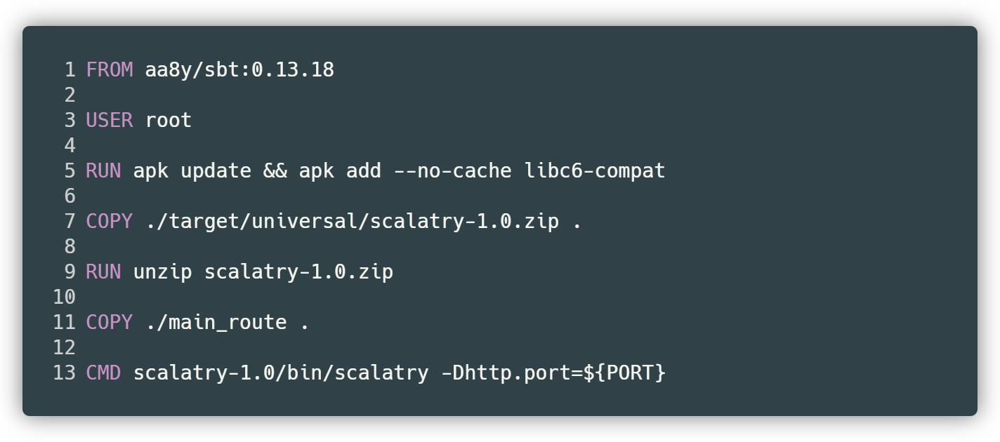 1 FROM aa8y/sbt:0.13.18
2
3 USER root
4
5 RUN apk update && apk add --no-cache libc6-compat
6
7 COPY ./target/universal/scalatry-1.0.zip .
8
9 RUN unzip scalatry-1.0.zip
10
11 COPY ./main_route .
12
13 CMD scalatry-1.0/bin/scalatry -Dhttp.port=${PORT}